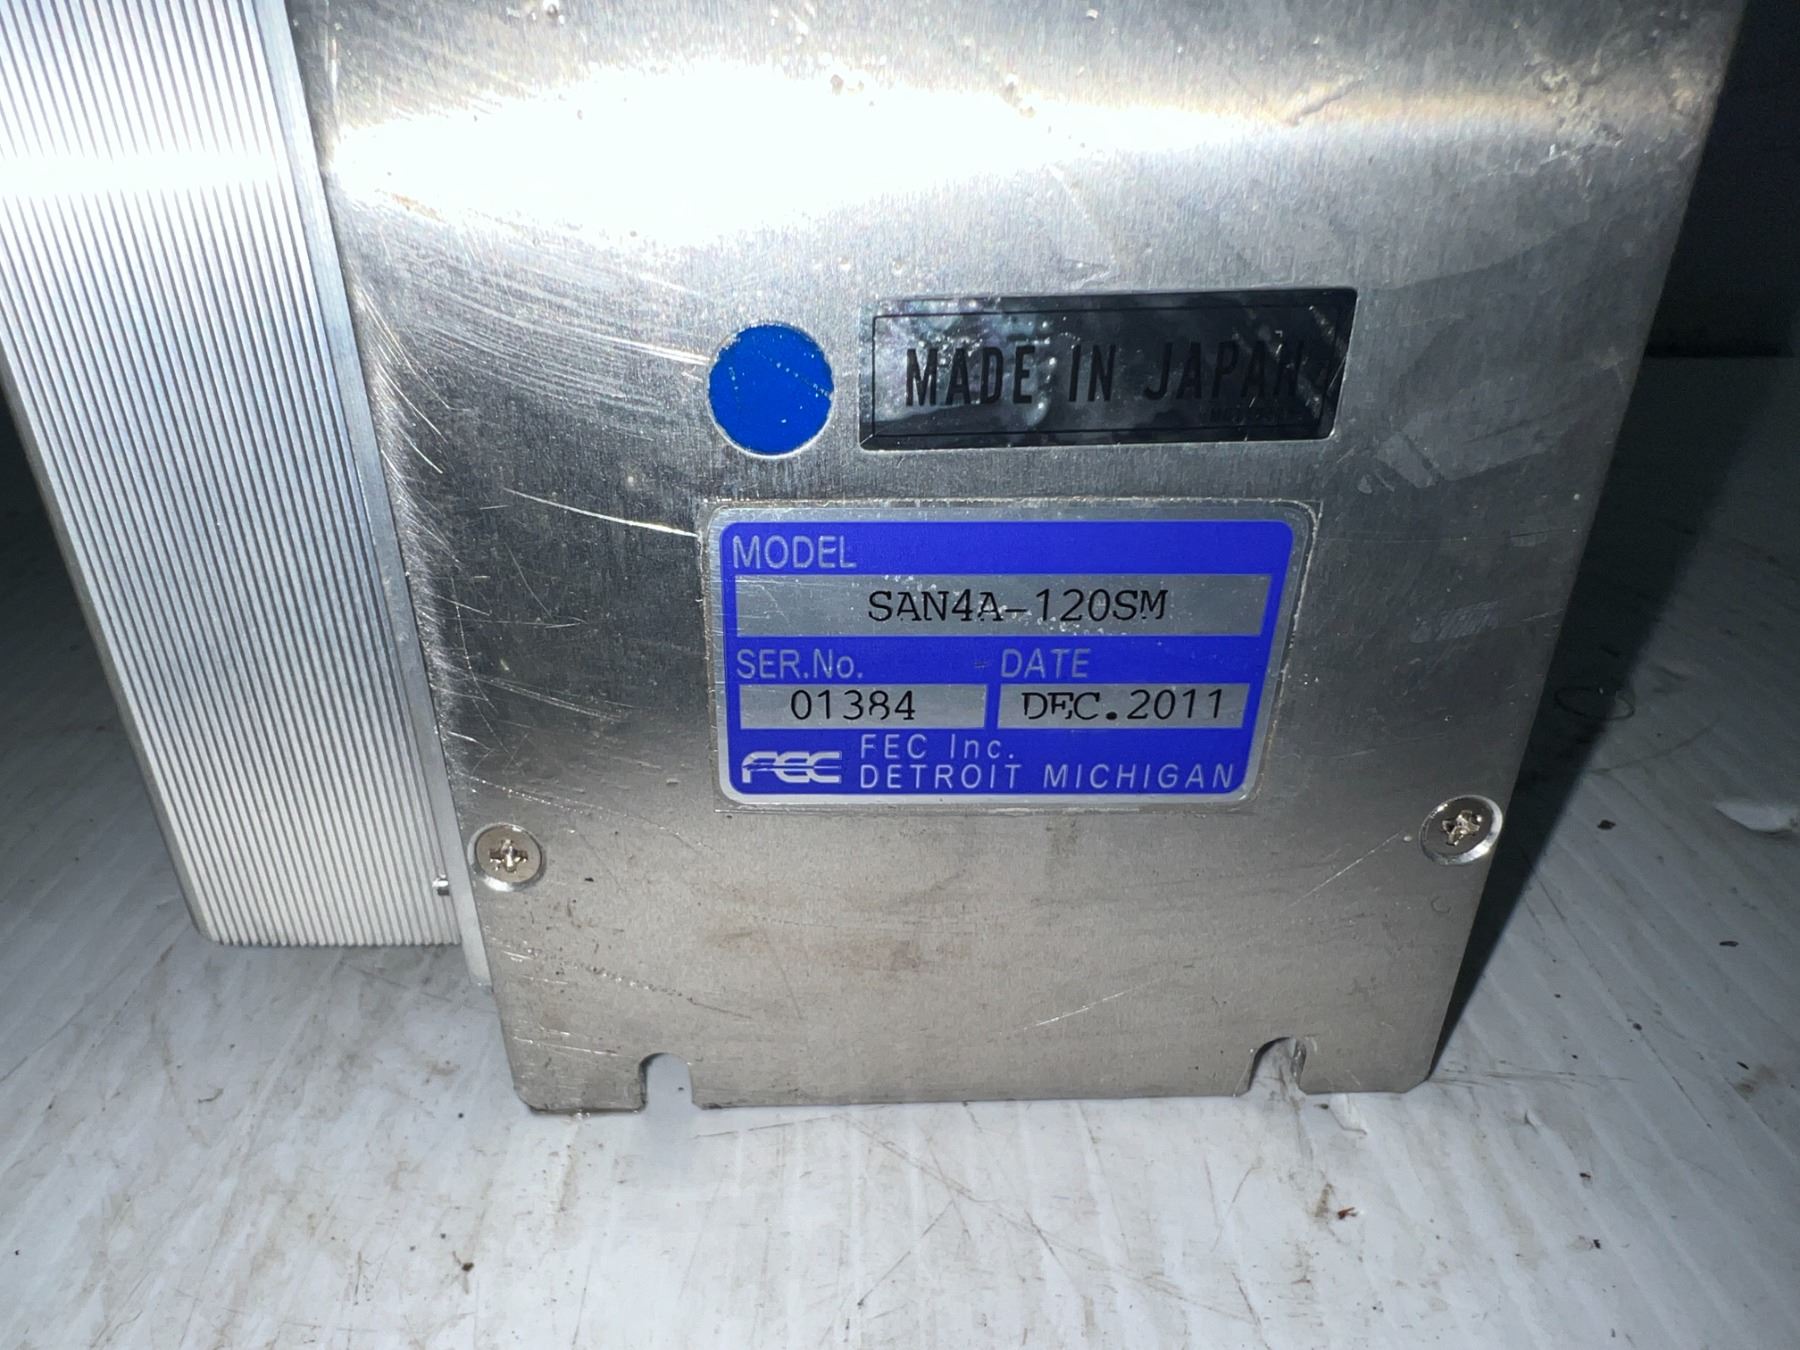 MADE IN JAPAN
MODEL
SAN4A-120SM
SER.No. DATE
01384 DEC.2011
FEC FEC Inc.
DETROIT MICHIGAN